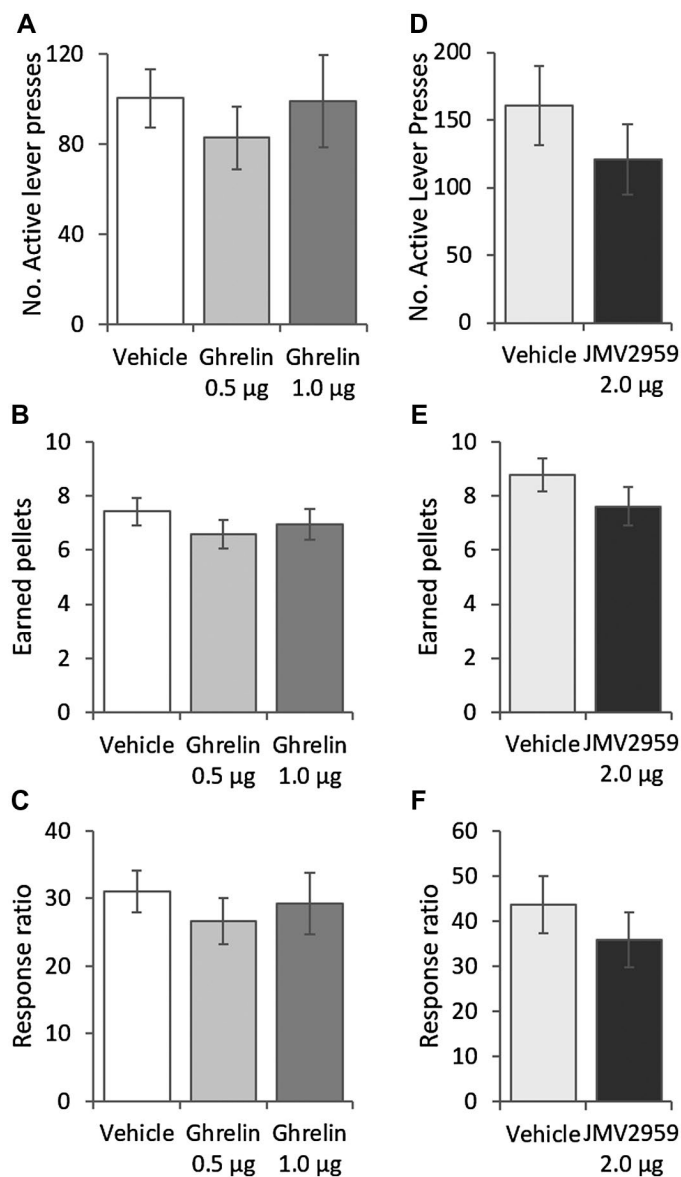 A
No. Active lever presses
120
80
40
0
Vehicle Ghrelin Ghrelin
0.5 µg 1.0 µg
D
No. Active Lever Presses
200
150
100
50
0
Vehicle JMV2959
2.0 µg
B
Earned pellets
10
8
6
4
2
0
Vehicle Ghrelin Ghrelin
0.5 µg 1.0 µg
E
Earned pellets
10
8
6
4
2
0
Vehicle JMV2959
2.0 µg
C
Response ratio
40
30
20
10
0
Vehicle Ghrelin Ghrelin
0.5 µg 1.0 µg
F
Response ratio
60
50
40
30
20
10
0
Vehicle JMV2959
2.0 µg